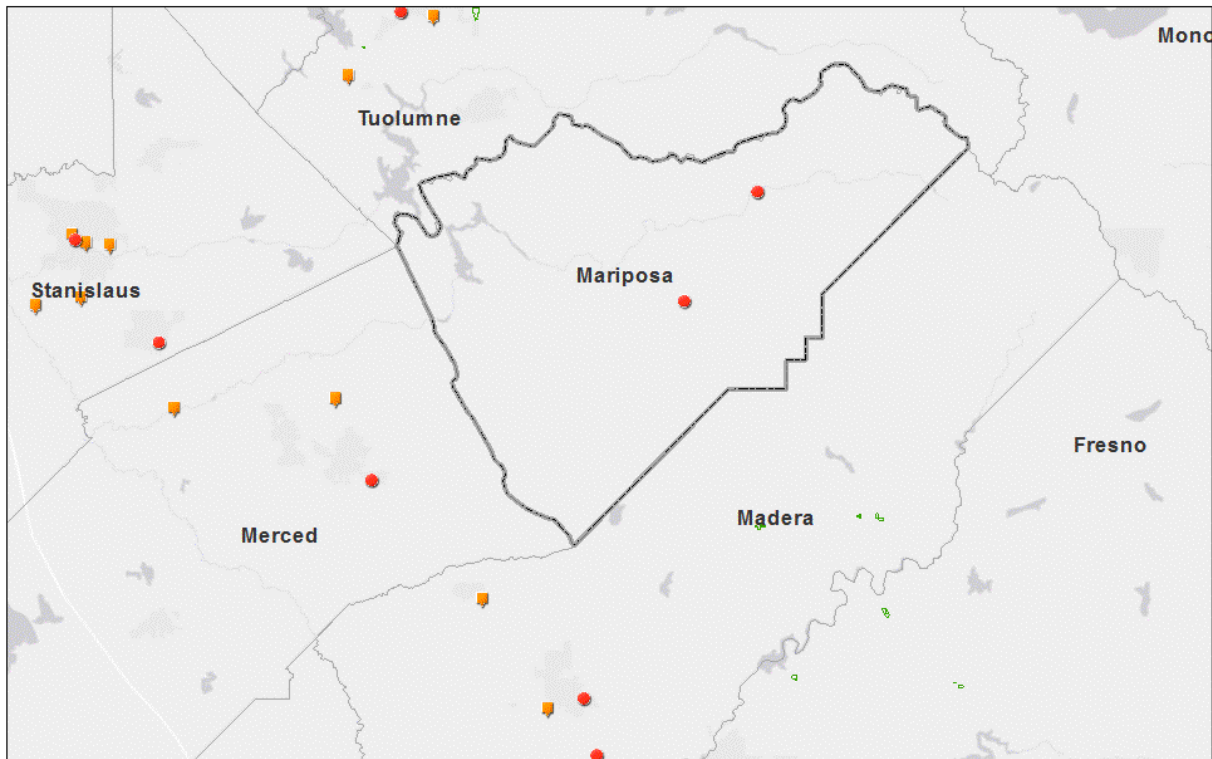 Mono
Tuolumne
Mariposa
Stanislaus
Fresno
Madera
Merced